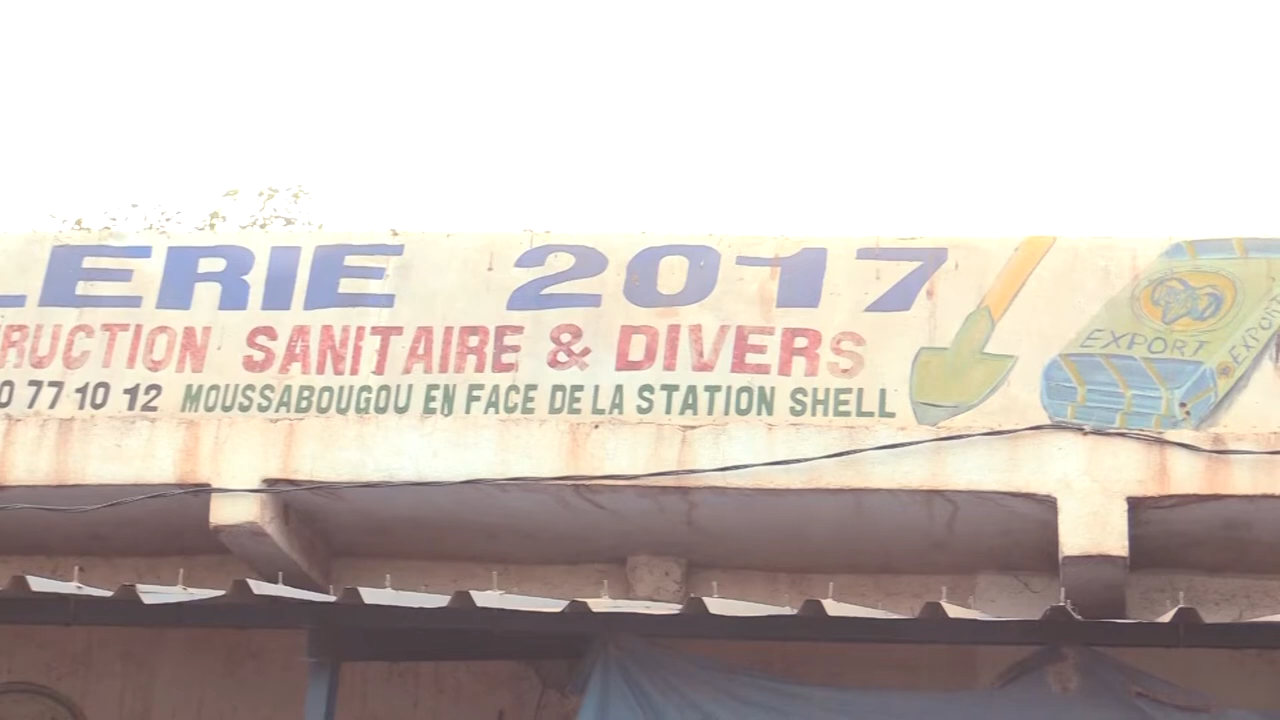 LERIE 2017
RUCTION SANITAIRE & DIVERS
0 77 10 12 MOUSSABOUGOU EN FACE DE LA STATION SHELL
EXPORT
EXPORT